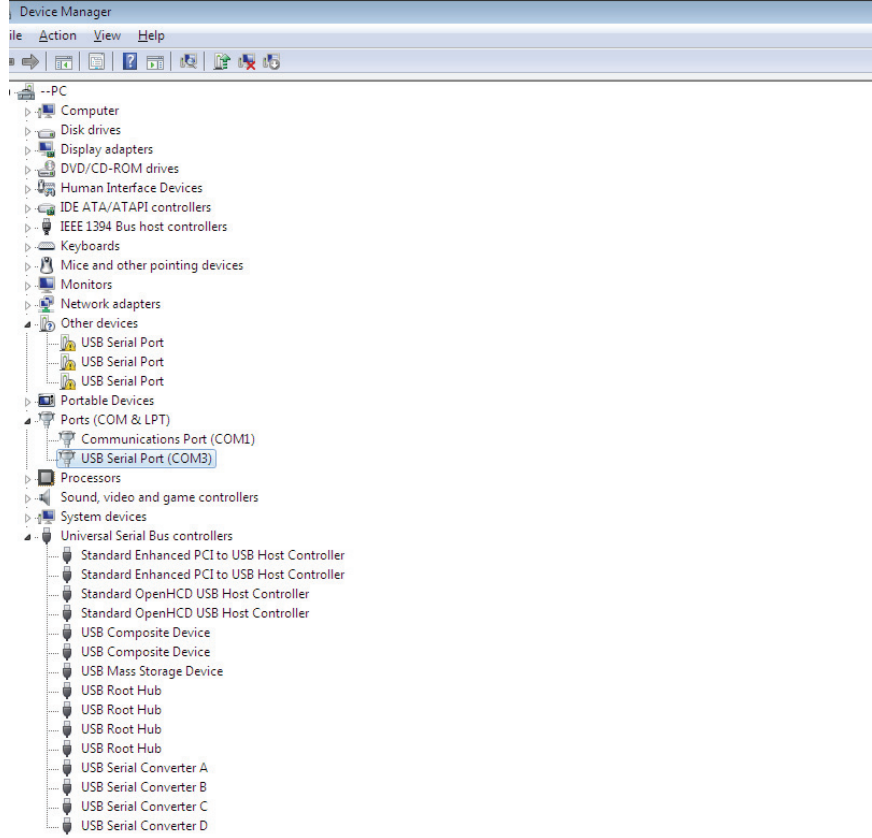 Device Manager
ile Action View Help
--PC
Computer
Disk drives
Display adapters
DVD/CD-ROM drives
Human Interface Devices
IDE ATA/ATAPI controllers
IEEE 1394 Bus host controllers
Keyboards
Mice and other pointing devices
Monitors
Network adapters
Other devices
USB Serial Port
USB Serial Port
USB Serial Port
Portable Devices
Ports (COM & LPT)
Communications Port (COM1)
USB Serial Port (COM3)
Processors
Sound, video and game controllers
System devices
Universal Serial Bus controllers
Standard Enhanced PCI to USB Host Controller
Standard Enhanced PCI to USB Host Controller
Standard OpenHCD USB Host Controller
Standard OpenHCD USB Host Controller
USB Composite Device
USB Composite Device
USB Mass Storage Device
USB Root Hub
USB Root Hub
USB Root Hub
USB Root Hub
USB Serial Converter A
USB Serial Converter B
USB Serial Converter C
USB Serial Converter D